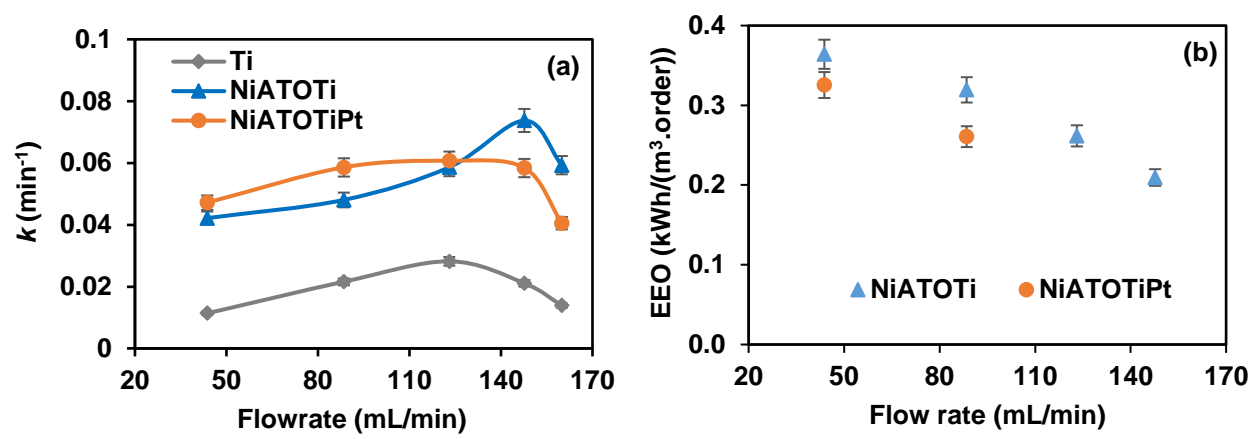 0.1
0.08
0.06
0.04
0.02
0
k (min⁻¹)
Ti
NiATOTi
NiATOTiPt
(a)
20
50
80
110
140
170
Flowrate (mL/min)
0.4
0.3
0.2
0.1
0.0
EEO (kWh/(m³.order))
(b)
NiATOTi
NiATOTiPt
20
50
80
110
140
170
Flow rate (mL/min)